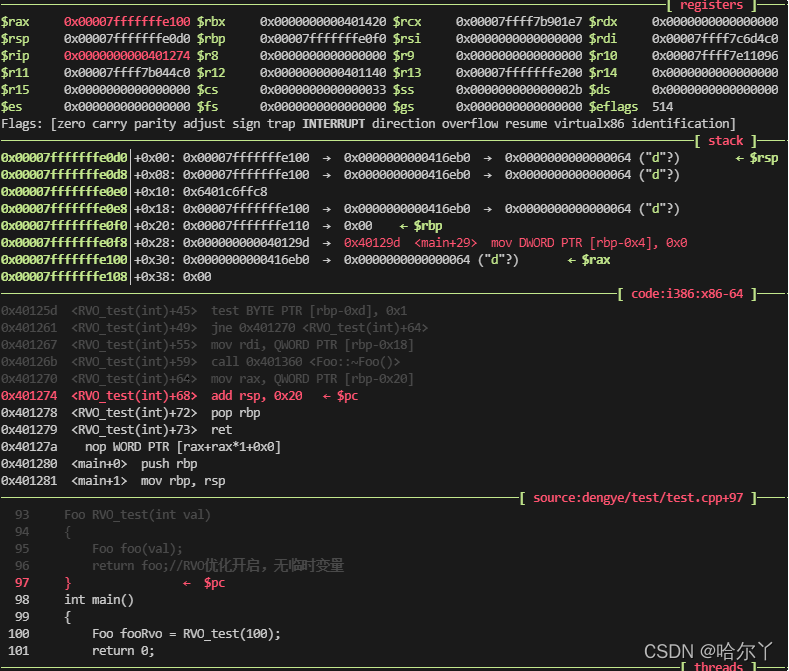 [ registers ]
$rax 0x00007fffffffe100 $rbx 0x0000000000401420 $rcx 0x00007ffff7b901e7 $rdx 0x0000000000000000
$rsp 0x00007fffffffe0d0 $rbp 0x00007fffffffe0f0 $rsi 0x0000000000000000 $rdi 0x00007ffff7c6d4c0
$rip 0x0000000000401274 $r8 0x0000000000000000 $r9 0x0000000000000000 $r10 0x00007ffff7e11096
$r11 0x00007ffff7b044c0 $r12 0x0000000000401140 $r13 0x00007fffffffe200 $r14 0x0000000000000000
$r15 0x0000000000000000 $cs 0x0000000000000033 $ss 0x000000000000002b $ds 0x0000000000000000
$es 0x0000000000000000 $fs 0x0000000000000000 $gs 0x0000000000000000 $eflags 514
Flags: [zero carry parity adjust sign trap INTERRUPT direction overflow resume virtualx86 identification]
[ stack ]
0x00007fffffffe0d0 +0x00: 0x00007fffffffe100 → 0x0000000000416eb0 → 0x0000000000000064 ("d"?) ← $rsp
0x00007fffffffe0d8 +0x08: 0x00007fffffffe100 → 0x0000000000416eb0 → 0x0000000000000064 ("d"?)
0x00007fffffffe0e0 +0x10: 0x6401c6ffc8
0x00007fffffffe0e8 +0x18: 0x00007fffffffe100 → 0x0000000000416eb0 → 0x0000000000000064 ("d"?)
0x00007fffffffe0f0 +0x20: 0x00007fffffffe110 → 0x00 ← $rbp
0x00007fffffffe0f8 +0x28: 0x000000000040129d → 0x40129d <main+29> mov DWORD PTR [rbp-0x4], 0x0
0x00007fffffffe100 +0x30: 0x0000000000416eb0 → 0x0000000000000064 ("d"?) ← $rax
0x00007fffffffe108 +0x38: 0x00
[ code:i386:x86-64 ]
0x40125d <RVO_test(int)+45> test BYTE PTR [rbp-0xd], 0x1
0x401261 <RVO_test(int)+49> jne 0x401270 <RVO_test(int)+64>
0x401267 <RVO_test(int)+55> mov rdi, QWORD PTR [rbp-0x18]
0x40126b <RVO_test(int)+59> call 0x401360 <Foo::~Foo()>
0x401270 <RVO_test(int)+64> mov rax, QWORD PTR [rbp-0x20]
0x401274 <RVO_test(int)+68> add rsp, 0x20 ← $pc
0x401278 <RVO_test(int)+72> pop rbp
0x401279 <RVO_test(int)+73> ret
0x40127a nop WORD PTR [rax+rax*1+0x0]
0x401280 <main+0> push rbp
0x401281 <main+1> mov rbp, rsp
[ source:dengye/test/test.cpp+97 ]
93 Foo RVO_test(int val)
94 {
95 Foo foo(val);
96 return foo;//RVO优化开启，无临时变量
97 } ← $pc
98 int main()
99 {
100 Foo fooRvo = RVO_test(100);
101 return 0;
CSDN @哈尔丫
[ threads ]